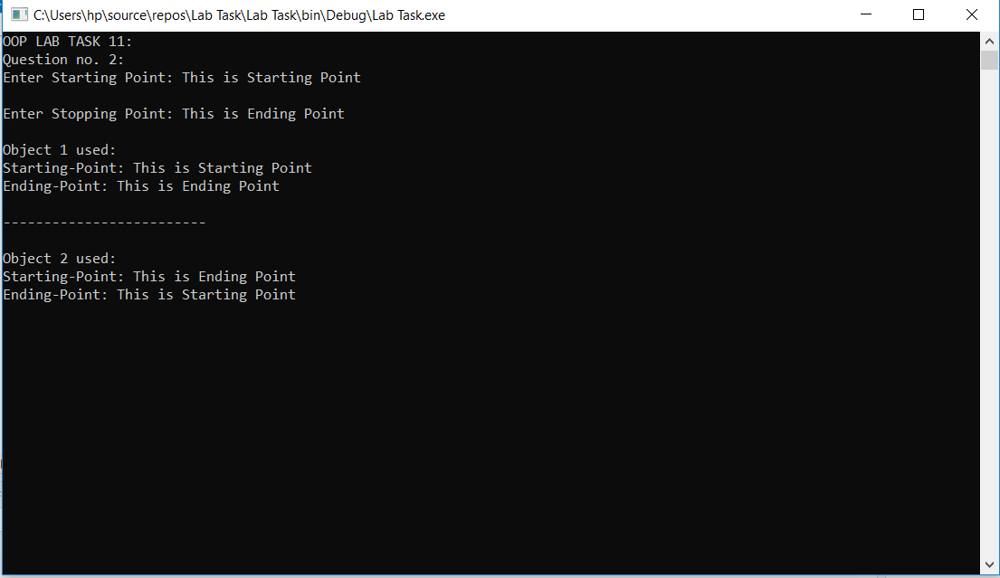 C:\Users\hp\source\repos\Lab Task\Lab Task\bin\Debug\Lab Task.exe
OOP LAB TASK 11:
Question no. 2:
Enter Starting Point: This is Starting Point
Enter Stopping Point: This is Ending Point
Object 1 used:
Starting-Point: This is Starting Point
Ending-Point: This is Ending Point
-------------------------
Object 2 used:
Starting-Point: This is Ending Point
Ending-Point: This is Starting Point